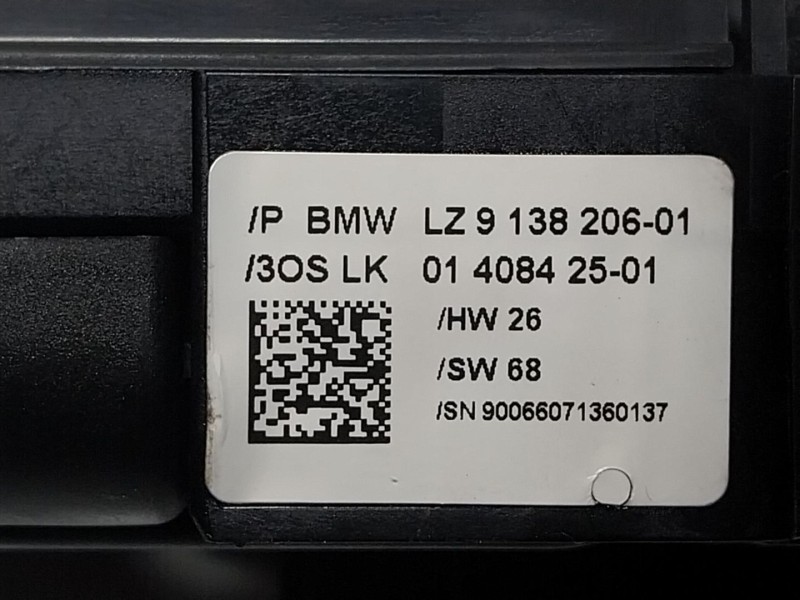 /P BMW LZ 9 138 206-01
/3OS LK 01 4084 25-01
/HW 26
/SW 68
/SN 90066071360137